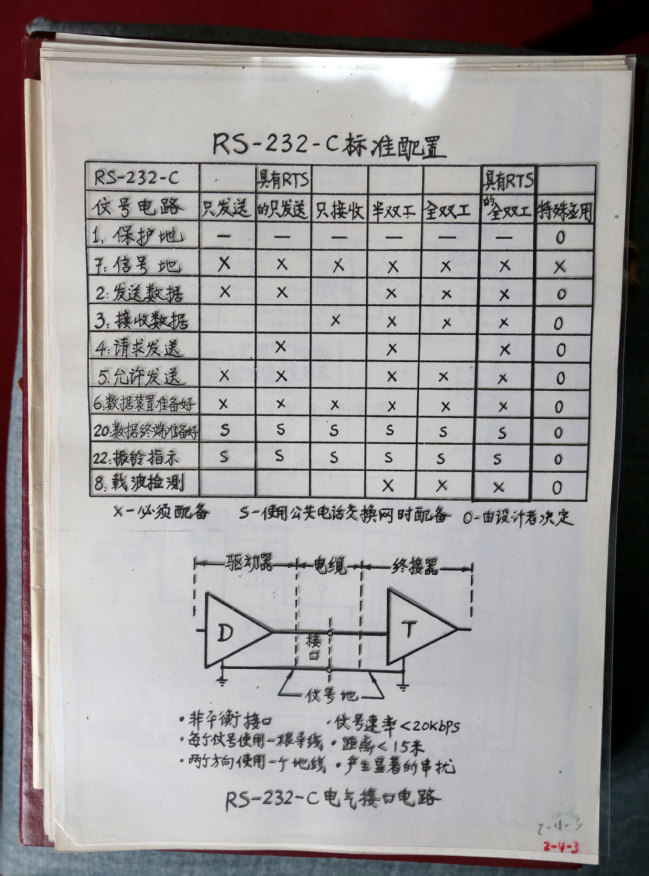 RS-232-C标准配置
RS-232-C 具有RTS 具有RTS
信号电路 只发送 的只发送 只接收 半双工 全双工 的全双工 特殊应用
1. 保护地 — — — — — — O
7. 信号地 X X X X X X X
2. 发送数据 X X X X X O
3. 接收数据 X X X X O
4. 请求发送 X X X O
5. 允许发送 X X X X X O
6. 数据装置准备好 X X X X X X O
20. 数据终端准备好 S S S S S S O
22. 振铃指示 S S S S S S O
8. 载波检测 X X X O
X-必须配备 S-使用公共电话交换网时配备 O-由设计者决定
驱动器 电缆 终接器
D 接口 T
信号地
·非平衡接口 ·信号速率<20KbPS
·每个信号使用一根导线 ·距离<15米
·两个方向使用一个地线 ·产生显著的串扰
RS-232-C电气接口电路
2-4-3
2-4-3